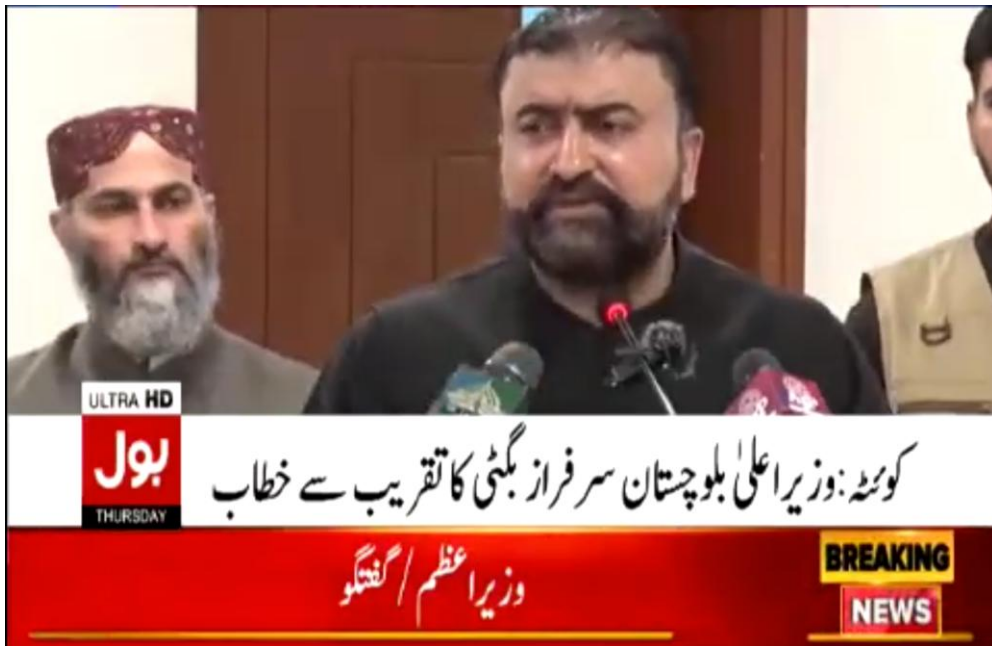 ULTRA HD
بول
THURSDAY
کوئٹہ:وزیراعلیٰ بلوچستان سرفراز بگٹی کا تقریب سے خطاب
وزیراعظم/گفتگو
BREAKING
NEWS